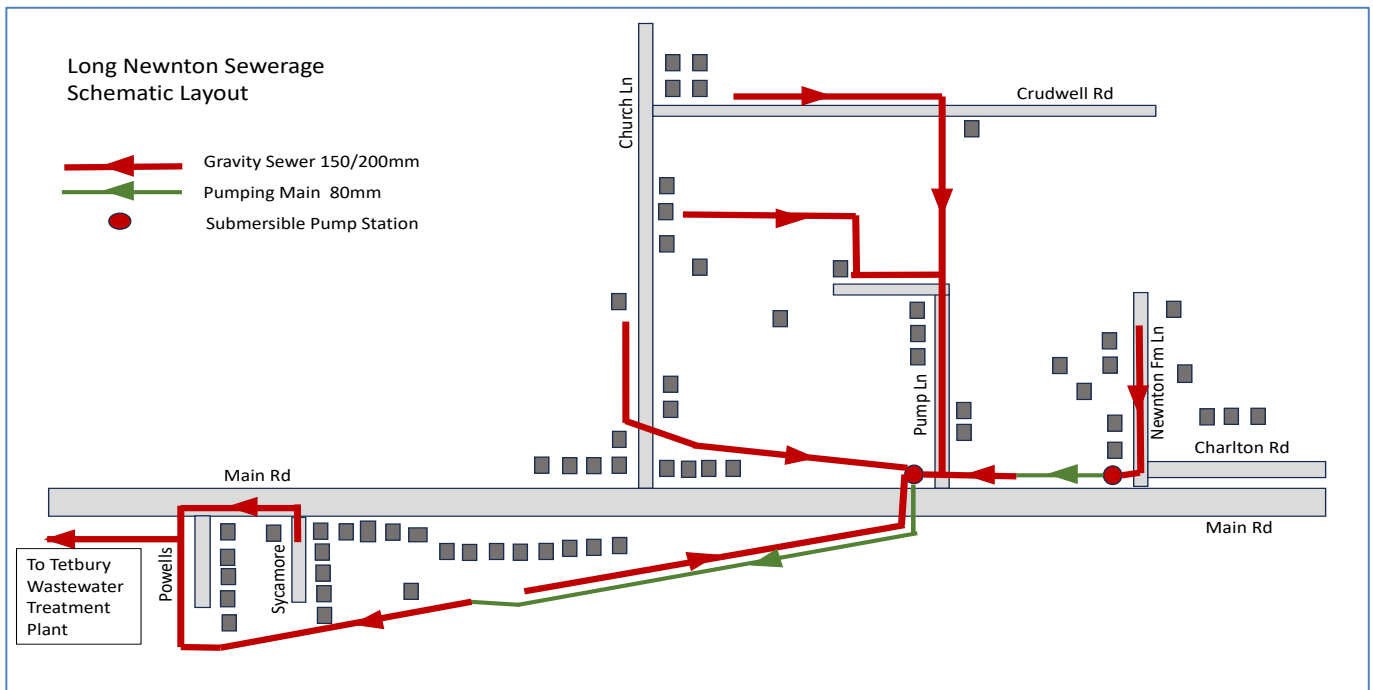 Long Newnton Sewerage
Schematic Layout
Gravity Sewer 150/200mm
Pumping Main 80mm
Submersible Pump Station
Church Ln
Crudwell Rd
Pump Ln
Newnton Fm Ln
Charlton Rd
Main Rd
Main Rd
Powells
Sycamore
To Tetbury
Wastewater
Treatment
Plant